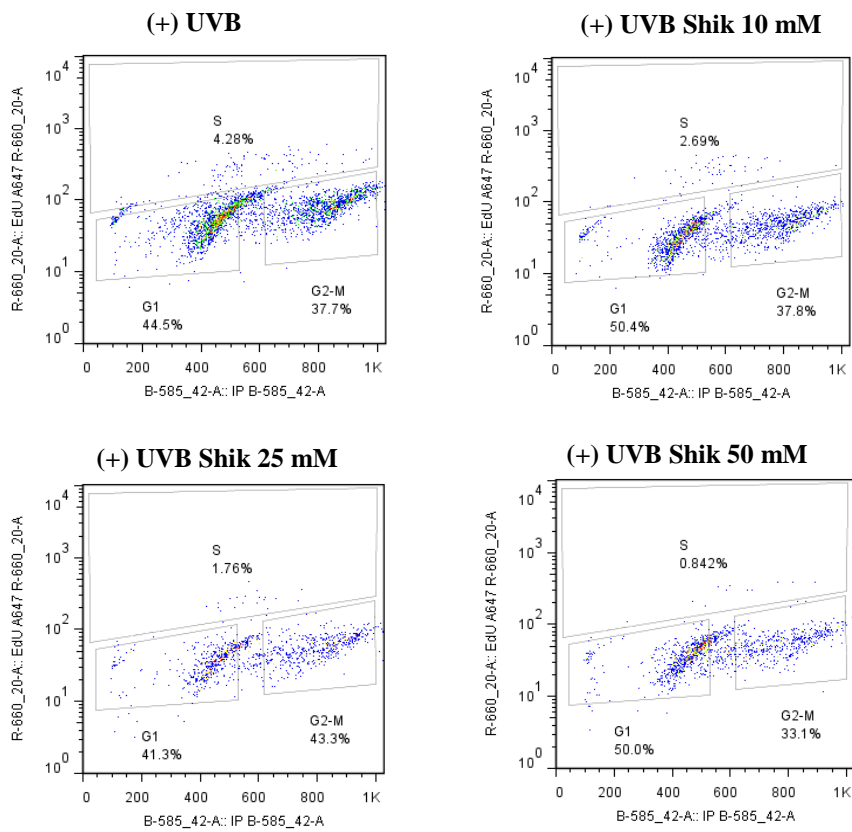 (+) UVB
10^4
10^3
10^2
10^1
10^0
R-660_20-A:: EdU A647 R-660_20-A
S
4.28%
G1
44.5%
G2-M
37.7%
0 200 400 600 800 1K
B-585_42-A:: IP B-585_42-A
(+) UVB Shik 10 mM
10^4
10^3
10^2
10^1
10^0
R-660_20-A:: EdU A647 R-660_20-A
S
2.69%
G1
50.4%
G2-M
37.8%
0 200 400 600 800 1K
B-585_42-A:: IP B-585_42-A
(+) UVB Shik 25 mM
10^4
10^3
10^2
10^1
10^0
R-660_20-A:: EdU A647 R-660_20-A
S
1.76%
G1
41.3%
G2-M
43.3%
0 200 400 600 800 1K
B-585_42-A:: IP B-585_42-A
(+) UVB Shik 50 mM
10^4
10^3
10^2
10^1
10^0
R-660_20-A:: EdU A647 R-660_20-A
S
0.842%
G1
50.0%
G2-M
33.1%
0 200 400 600 800 1K
B-585_42-A:: IP B-585_42-A